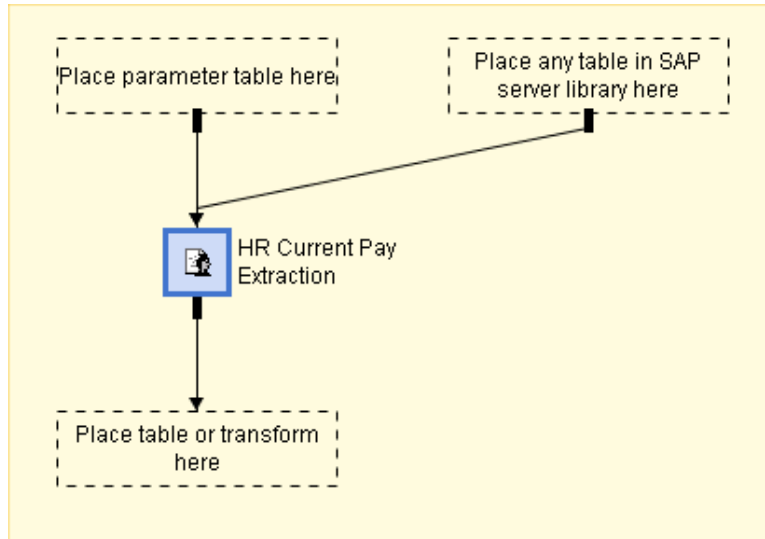 Place parameter table here
Place any table in SAP
server library here
HR Current Pay
Extraction
Place table or transform
here